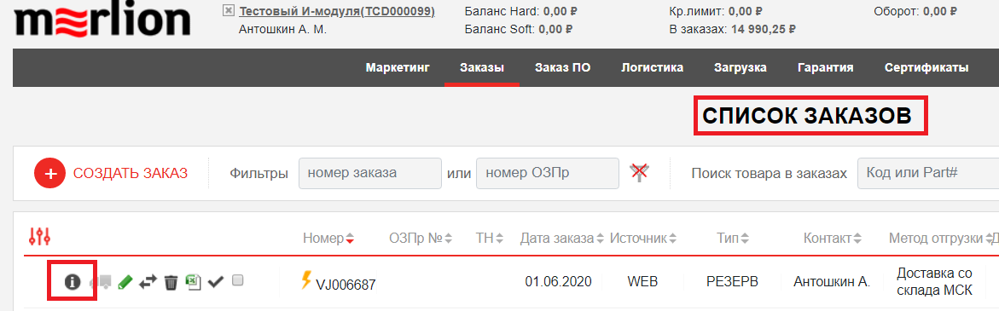 merlion
Тестовый И-модуля(TCD000099)
Антошкин А. М.
Баланс Hard: 0,00 ₽
Баланс Soft: 0,00 ₽
Кр.лимит: 0,00 ₽
В заказах: 14 990,25 ₽
Оборот: 0,00 ₽
Маркетинг Заказы Заказ ПО Логистика Загрузка Гарантия Сертификаты
СПИСОК ЗАКАЗОВ
+ СОЗДАТЬ ЗАКАЗ Фильтры номер заказа или номер ОЗПр Поиск товара в заказах Код или Part#
Номер ОЗПр № ТН Дата заказа Источник Тип Контакт Метод отгрузки Д
VJ006687 01.06.2020 WEB РЕЗЕРВ Антошкин А. Доставка со
склада МСК